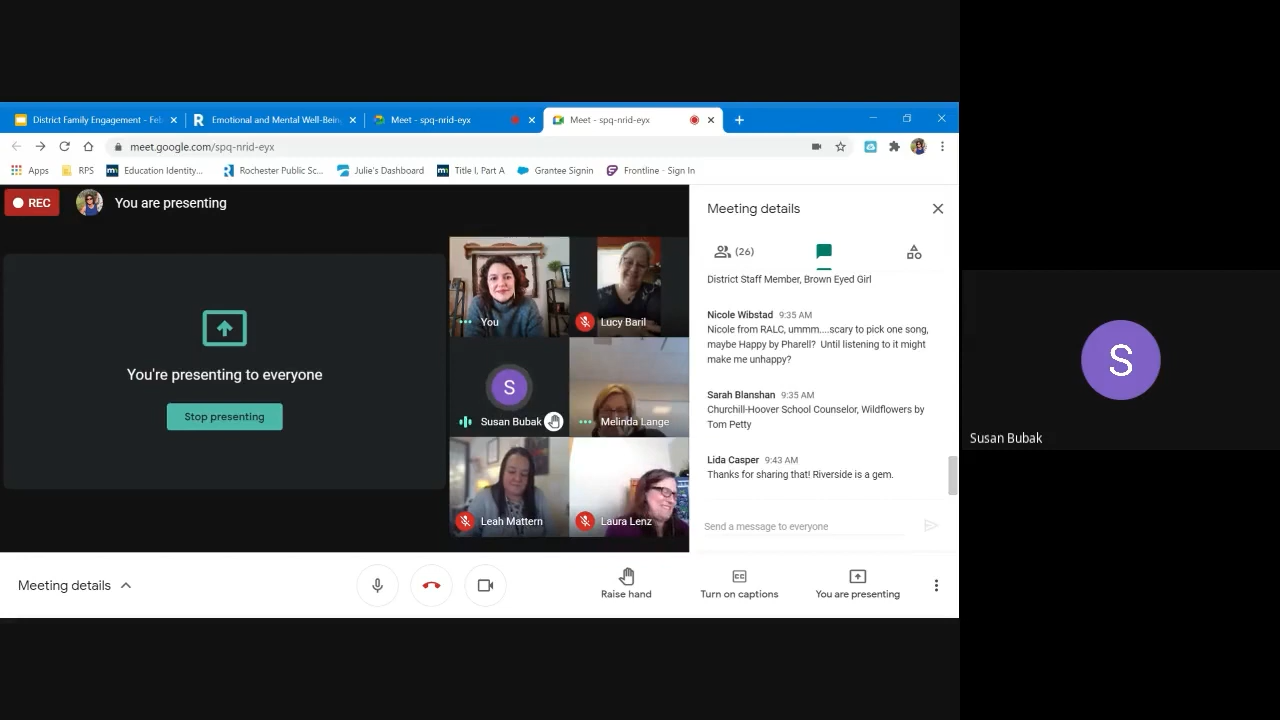 District Family Engagement - Feb
Emotional and Mental Well-Being
Meet - spq-nrid-eyx
Meet - spq-nrid-eyx
meet.google.com/spq-nrid-eyx
Apps
RPS
Education Identity...
Rochester Public Sc...
Julie's Dashboard
Title I, Part A
Grantee Signin
Frontline - Sign In
REC
You are presenting
Meeting details
(26)
District Staff Member, Brown Eyed Girl
Nicole Wibstad 9:35 AM
Nicole from RALC, ummm....scary to pick one song,
maybe Happy by Pharell? Until listening to it might
make me unhappy?
Sarah Blanshan 9:35 AM
Churchill-Hoover School Counselor, Wildflowers by
Tom Petty
Lida Casper 9:43 AM
Thanks for sharing that! Riverside is a gem.
Send a message to everyone
You're presenting to everyone
Stop presenting
You
Lucy Baril
S
Susan Bubak
Melinda Lange
Leah Mattern
Laura Lenz
Meeting details
Raise hand
CC
Turn on captions
You are presenting
S
Susan Bubak